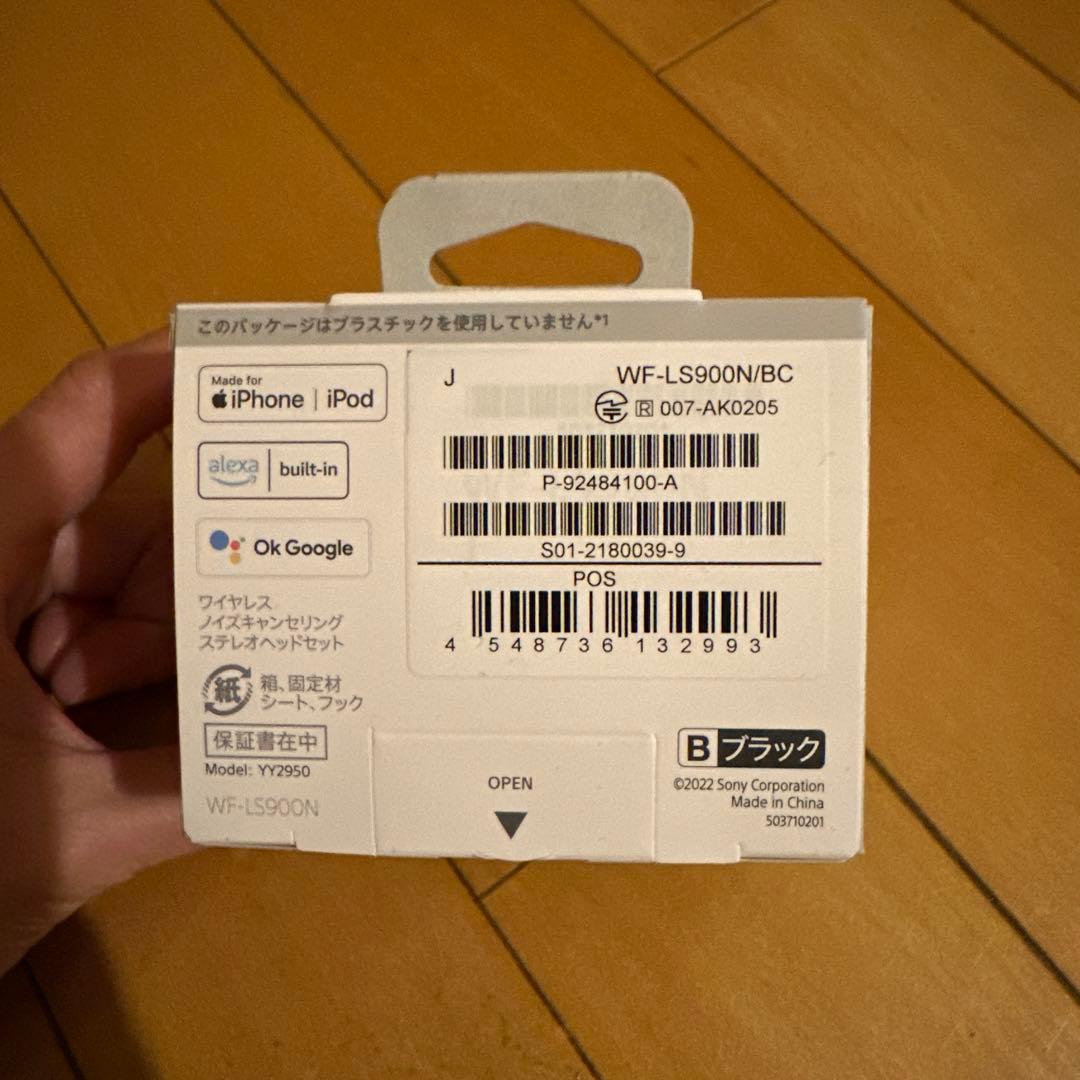 このパッケージはプラスチックを使用していません*1
Made for
iPhone | iPod
alexa | built-in
Ok Google
ワイヤレス
ノイズキャンセリング
ステレオヘッドセット
紙 箱、固定材
シート、フック
保証書在中
Model: YY2950
WF-LS900N
J WF-LS900N/BC
R 007-AK0205
P-92484100-A
S01-2180039-9
POS
4 548736 132993
OPEN
B ブラック
©2022 Sony Corporation
Made in China
503710201